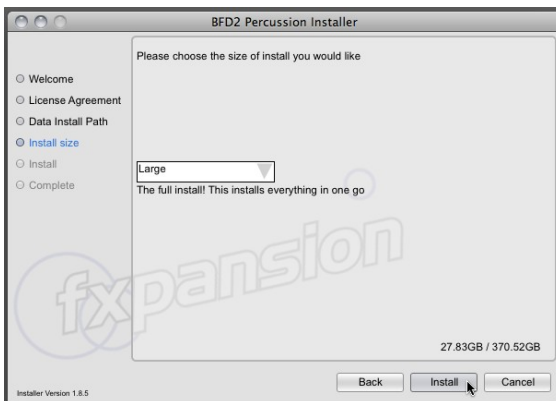 BFD2 Percussion Installer
Please choose the size of install you would like
Welcome
License Agreement
Data Install Path
Install size
Install
Complete
Large
The full install! This installs everything in one go
fxpansion
27.83GB / 370.52GB
Back
Install
Cancel
Installer Version 1.8.5